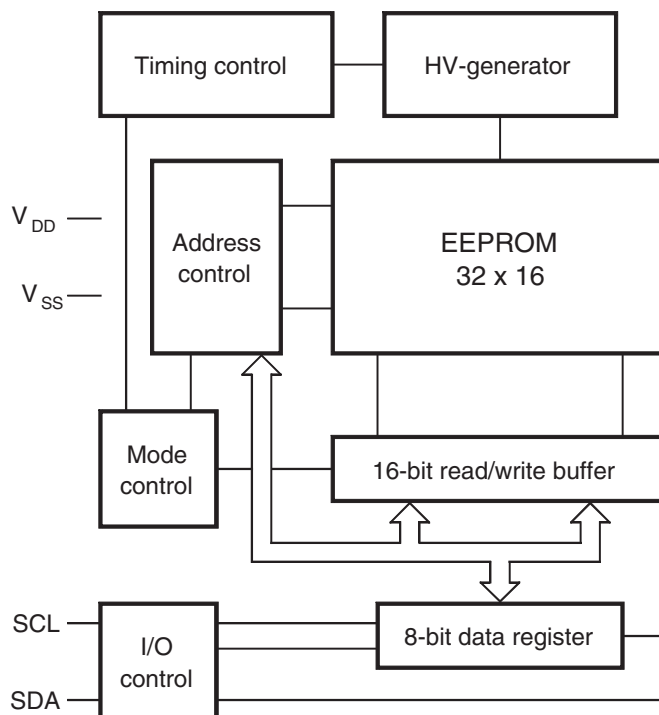 Timing control
HV-generator
V DD
Address
control
EEPROM
32 x 16
V SS
Mode
control
16-bit read/write buffer
SCL
I/O
control
8-bit data register
SDA